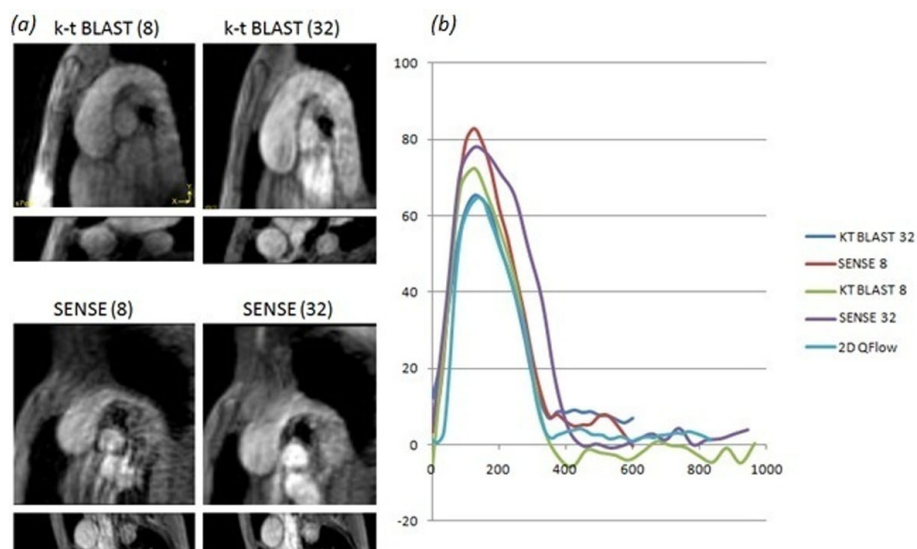 (a) k-t BLAST (8) k-t BLAST (32) (b)
SENSE (8) SENSE (32)
Y
X
100
80
60
40
20
0
-20
0 200 400 600 800 1000
KT BLAST 32
SENSE 8
KT BLAST 8
SENSE 32
2D QFlow